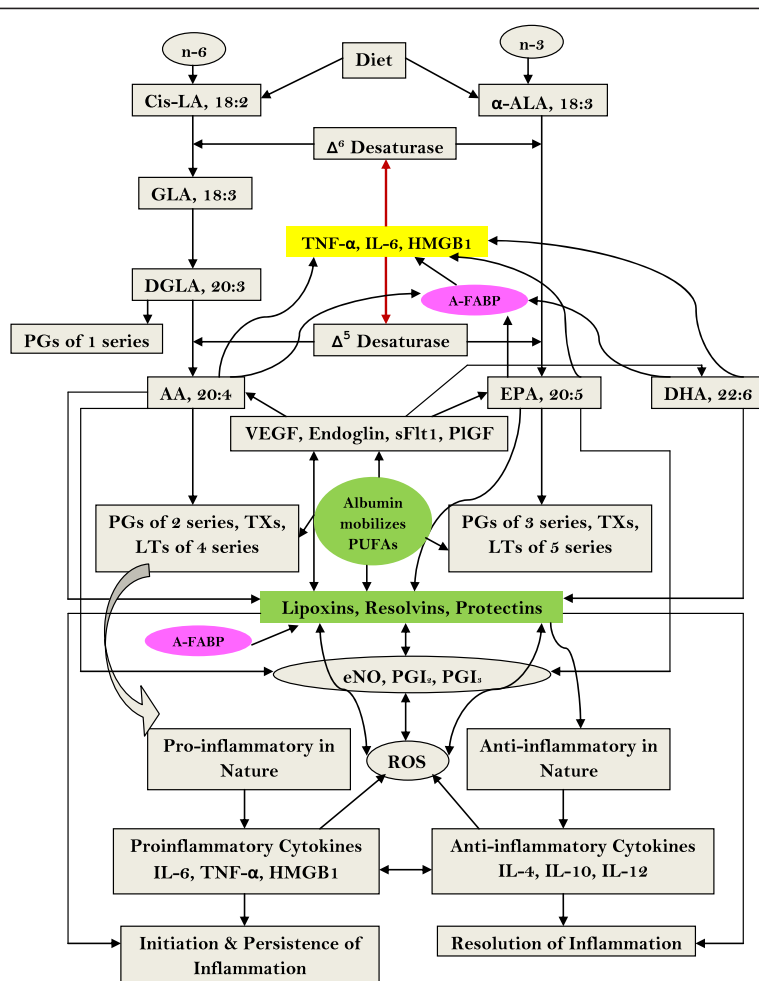 n-6
n-3
Diet
Cis-LA, 18:2
α-ALA, 18:3
Δ⁶ Desaturase
GLA, 18:3
TNF-α, IL-6, HMGB1
DGLA, 20:3
A-FABP
PGs of 1 series
Δ⁵ Desaturase
AA, 20:4
EPA, 20:5
DHA, 22:6
VEGF, Endoglin, sFlt1, PlGF
PGs of 2 series, TXs,
LTs of 4 series
Albumin
mobilizes
PUFAs
PGs of 3 series, TXs,
LTs of 5 series
Lipoxins, Resolvins, Protectins
A-FABP
eNO, PGI₂, PGI₃
Pro-inflammatory in
Nature
ROS
Anti-inflammatory in
Nature
Proinflammatory Cytokines
IL-6, TNF-α, HMGB1
Anti-inflammatory Cytokines
IL-4, IL-10, IL-12
Initiation & Persistence of
Inflammation
Resolution of Inflammation